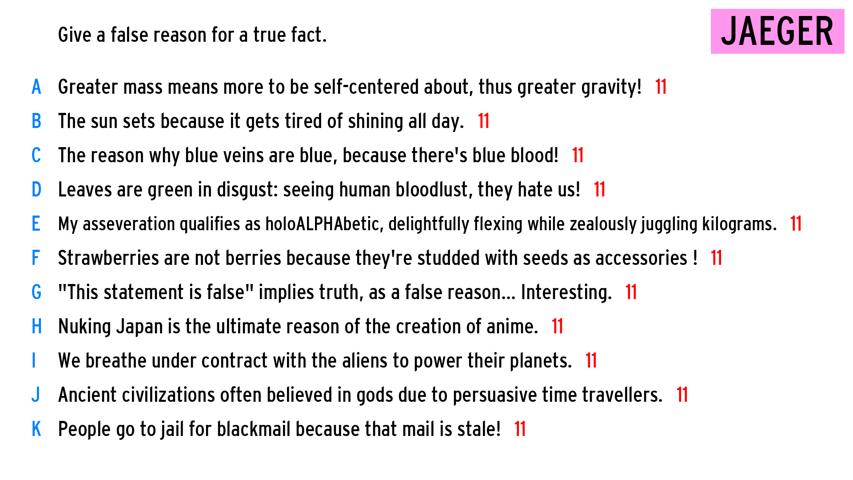 Give a false reason for a true fact.
JAEGER
A Greater mass means more to be self-centered about, thus greater gravity! 11
B The sun sets because it gets tired of shining all day. 11
C The reason why blue veins are blue, because there's blue blood! 11
D Leaves are green in disgust: seeing human bloodlust, they hate us! 11
E My asseveration qualifies as holoALPHAbetic, delightfully flexing while zealously juggling kilograms. 11
F Strawberries are not berries because they're studded with seeds as accessories ! 11
G "This statement is false" implies truth, as a false reason... Interesting. 11
H Nuking Japan is the ultimate reason of the creation of anime. 11
I We breathe under contract with the aliens to power their planets. 11
J Ancient civilizations often believed in gods due to persuasive time travellers. 11
K People go to jail for blackmail because that mail is stale! 11